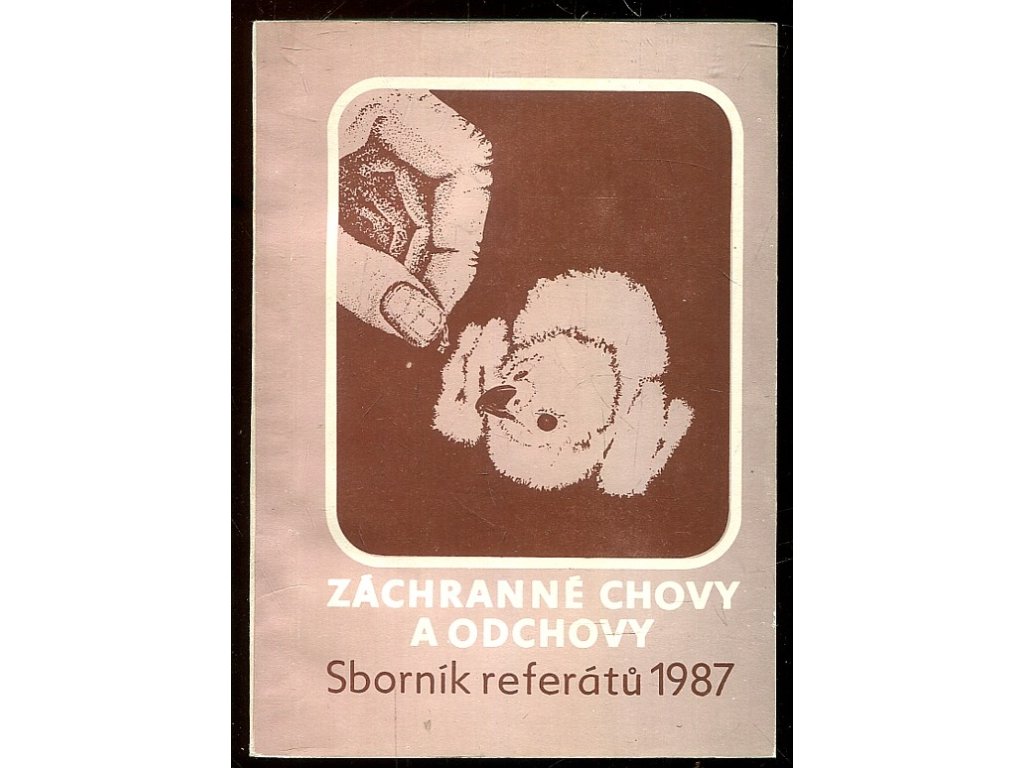 ZÁCHRANNÉ CHOVY
A ODCHOVY
Sborník referátů 1987